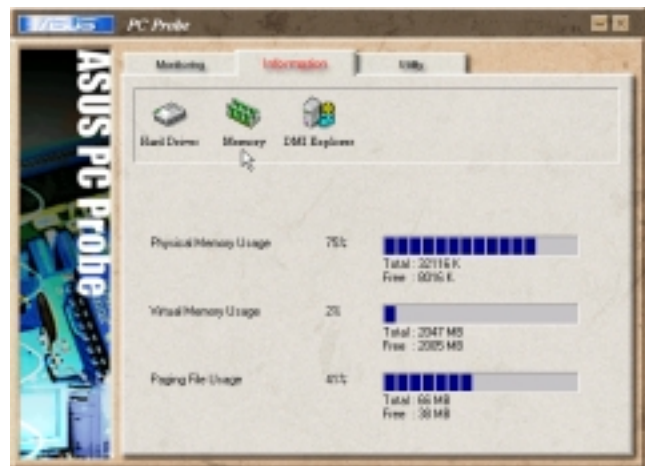 ASUS PC Probe
Monitoring Information Utility
Hard Drives Memory DMI Explorer
ASUS PC Probe
Physical Memory Usage 75%
Total : 32116 K
Free : 8016 K
Virtual Memory Usage 2%
Total : 2047 MB
Free : 2005 MB
Paging File Usage 41%
Total : 66 MB
Free : 38 MB